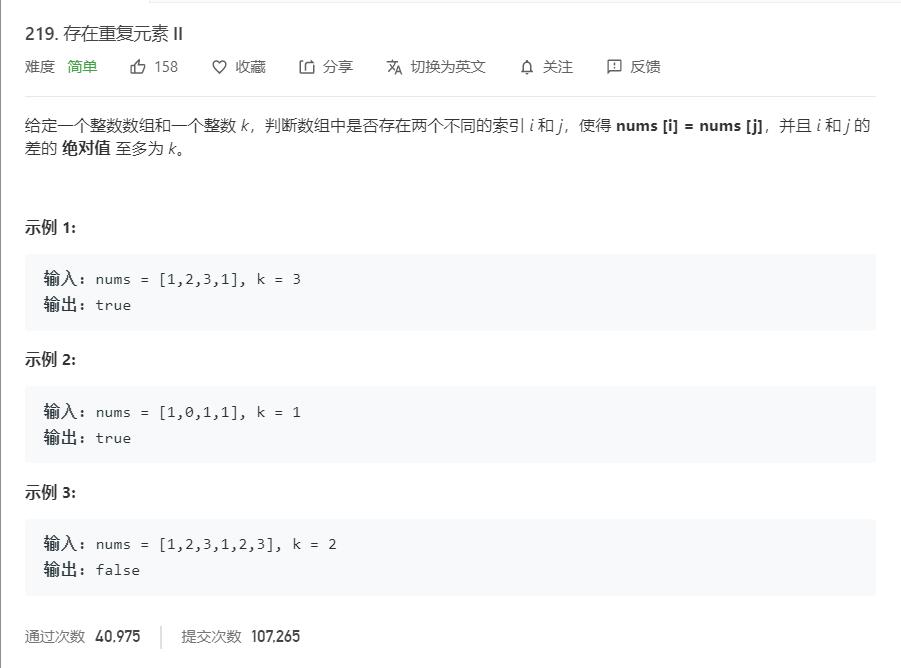 219. 存在重复元素 II
难度 简单 158 收藏 分享 切换为英文 关注 反馈
给定一个整数数组和一个整数 k，判断数组中是否存在两个不同的索引 i 和 j，使得 nums [i] = nums [j]，并且 i 和 j 的
差的 绝对值 至多为 k。
示例 1:
输入: nums = [1,2,3,1], k = 3
输出: true
示例 2:
输入: nums = [1,0,1,1], k = 1
输出: true
示例 3:
输入: nums = [1,2,3,1,2,3], k = 2
输出: false
通过次数 40,975 提交次数 107,265